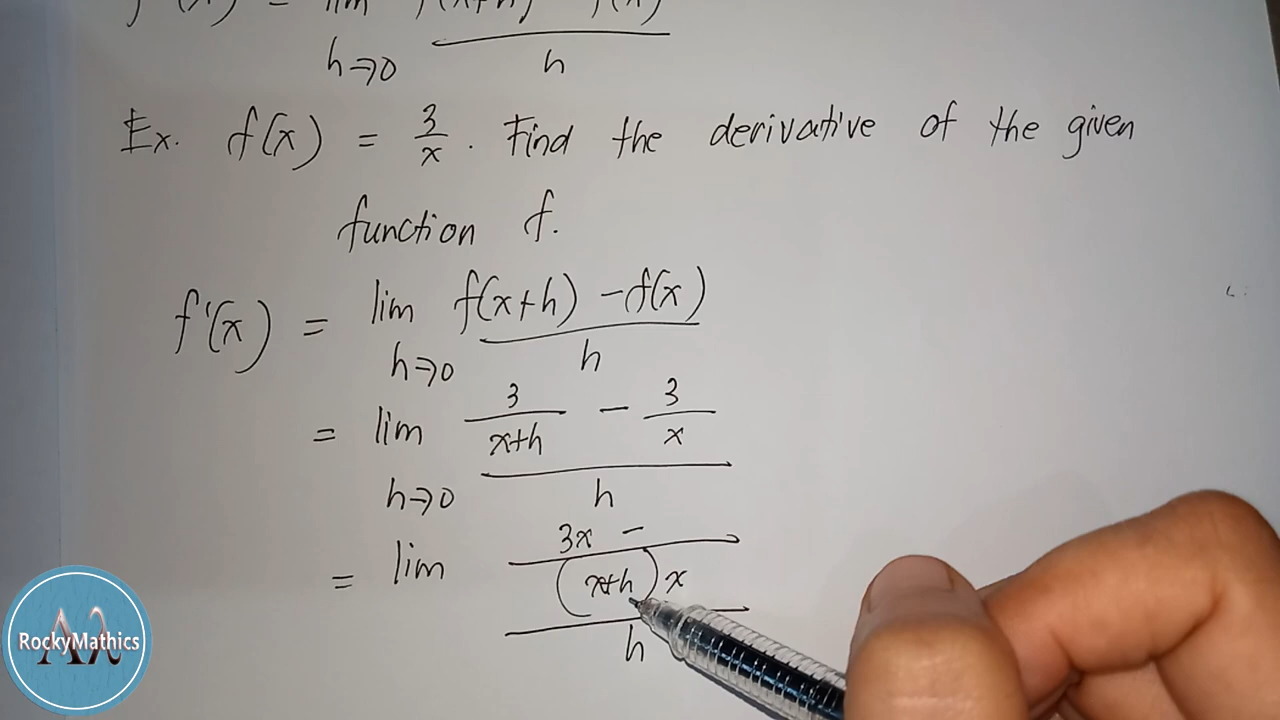 f'(x) = lim f(x+h) - f(x)
h→0 h
Ex. f(x) = 3/x . Find the derivative of the given
function f.
f'(x) = lim f(x+h) - f(x)
h→0 h
= lim 3/(x+h) - 3/x
h→0 h
= lim 3x -
(x+h) x
h
RockyMathics